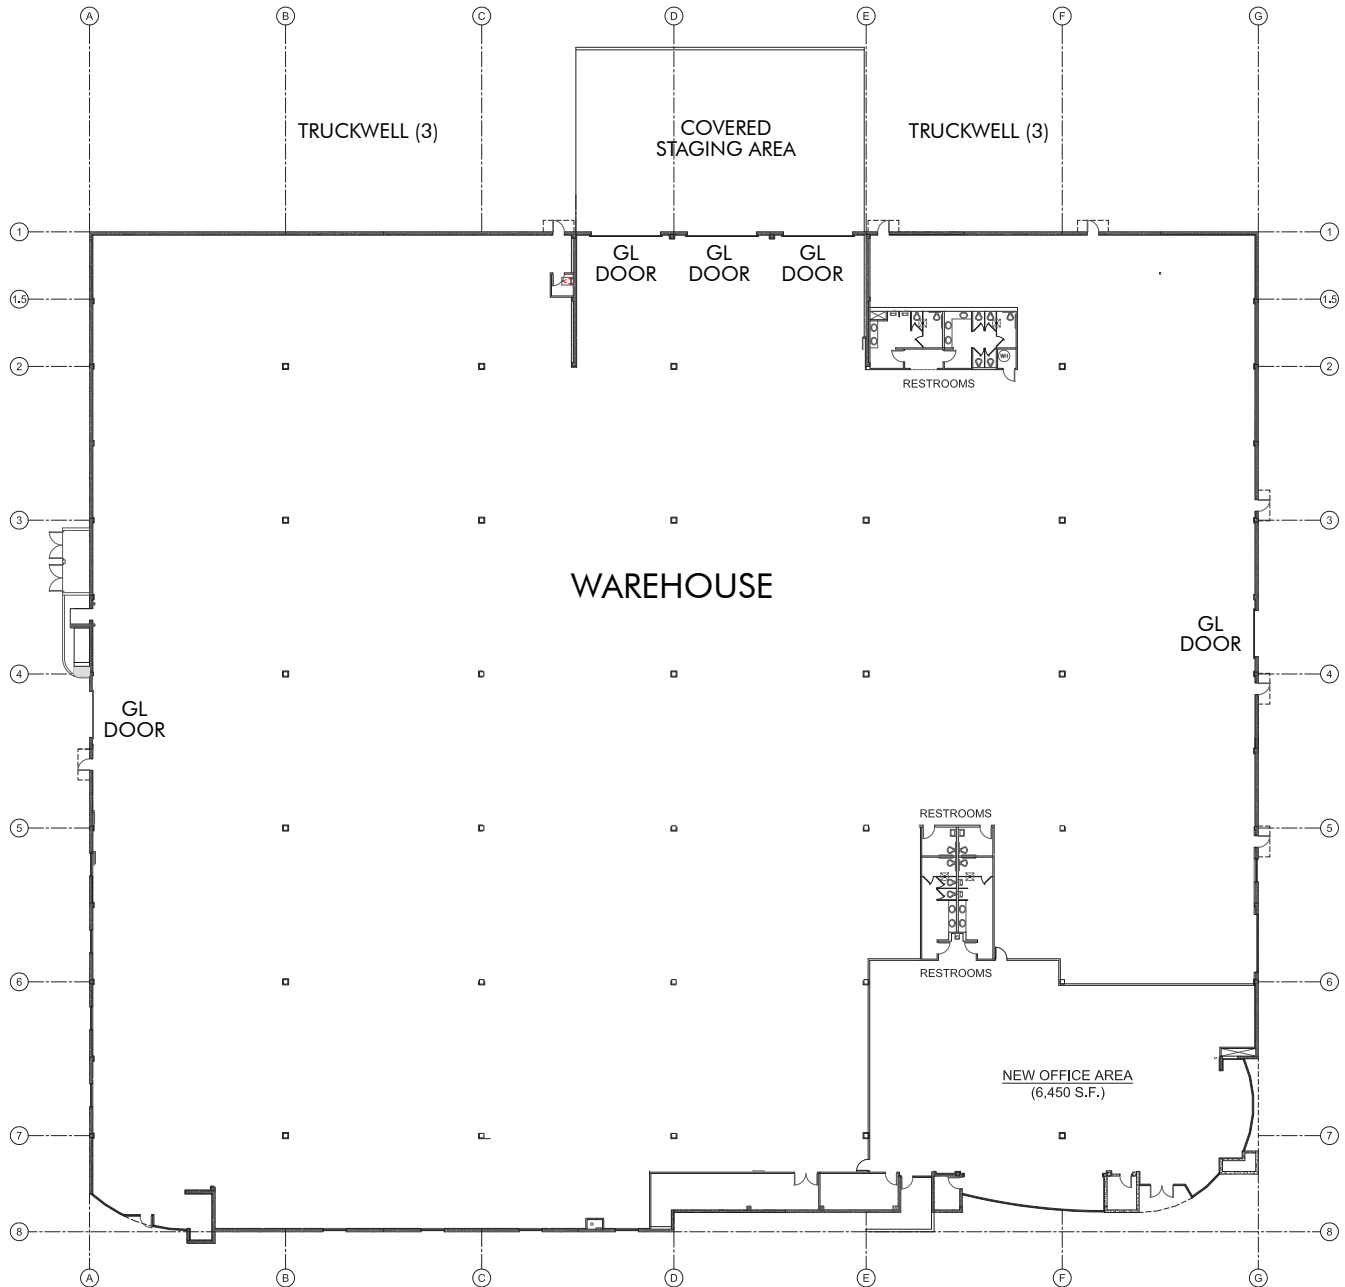 A B C D E F G
TRUCKWELL (3)
COVERED
STAGING AREA
TRUCKWELL (3)
1 1
GL
DOOR
GL
DOOR
GL
DOOR
1.5 1.5
WH
2 2
RESTROOMS
3 3
WAREHOUSE
GL
DOOR
4 4
GL
DOOR
RESTROOMS
5 5
RESTROOMS
6 6
NEW OFFICE AREA
(6,450 S.F.)
7 7
8 8
A B C D E F G